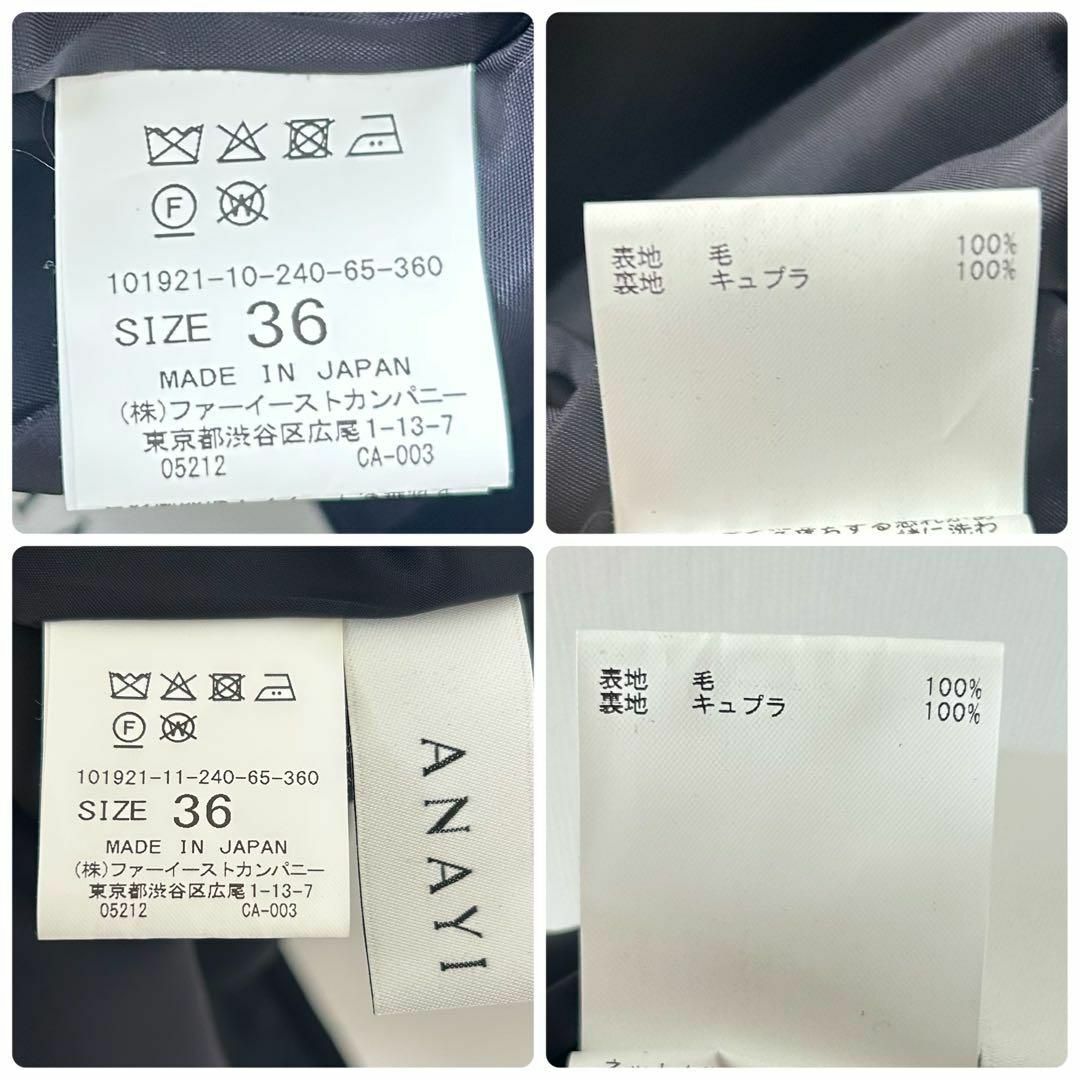 101921-10-240-65-360
SIZE 36
MADE IN JAPAN
(株)ファーイーストカンパニー
東京都渋谷区広尾1-13-7
05212 CA-003
表地 毛 100%
裏地 キュプラ 100%
F
W
101921-11-240-65-360
SIZE 36
MADE IN JAPAN
(株)ファーイーストカンパニー
東京都渋谷区広尾1-13-7
05212 CA-003
ANAYI
表地 毛 100%
裏地 キュプラ 100%
F
W